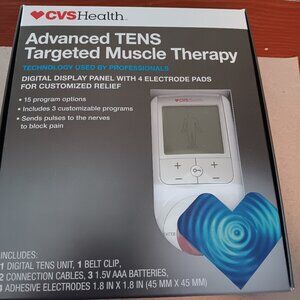 CVSHealth
Advanced TENS
Targeted Muscle Therapy
TECHNOLOGY USED BY PROFESSIONALS
DIGITAL DISPLAY PANEL WITH 4 ELECTRODE PADS
FOR CUSTOMIZED RELIEF
• 15 program options
• Includes 3 customizable programs
• Sends pulses to the nerves
to block pain
INCLUDES:
1 DIGITAL TENS UNIT, 1 BELT CLIP,
2 CONNECTION CABLES, 3 1.5V AAA BATTERIES,
4 ADHESIVE ELECTRODES 1.8 IN X 1.8 IN (45 MM X 45 MM)